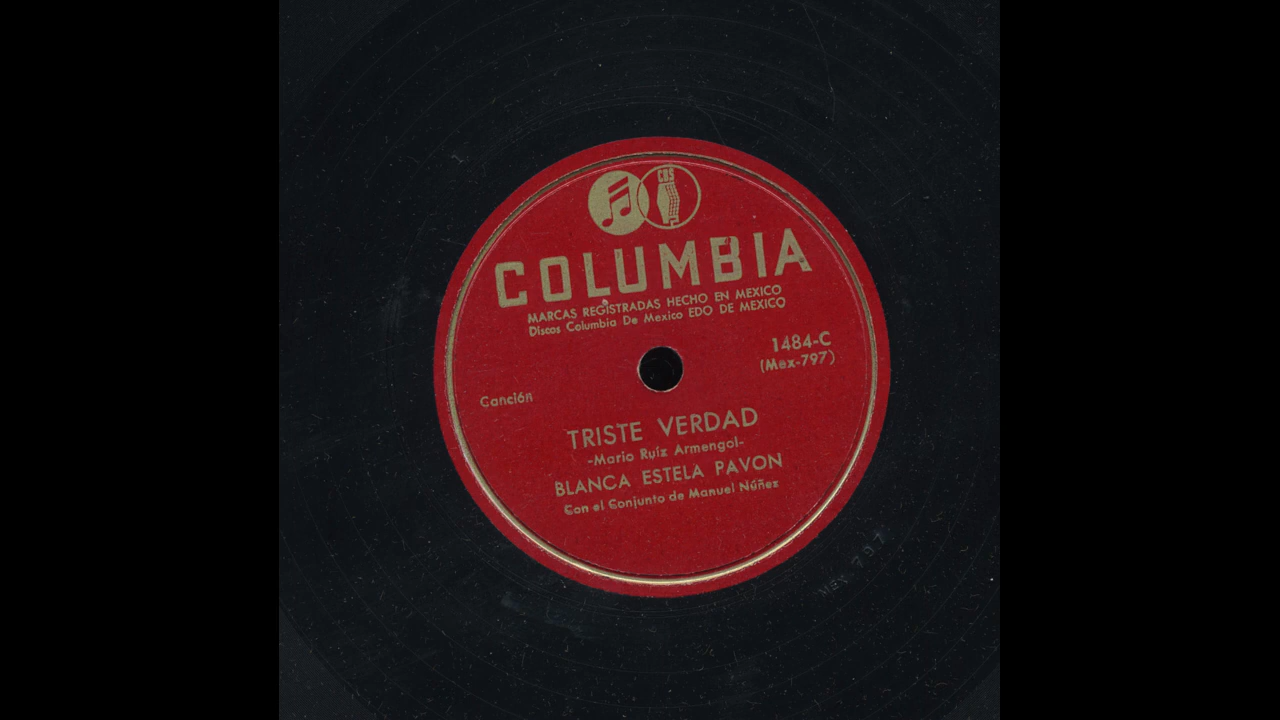 CBS
COLUMBIA
MARCAS REGISTRADAS HECHO EN MEXICO
Discos Columbia De Mexico EDO DE MEXICO
1484-C
(Mex-797)
Canción
TRISTE VERDAD
-Mario Ruíz Armengol-
BLANCA ESTELA PAVON
Con el Conjunto de Manuel Núñez
MEX 797